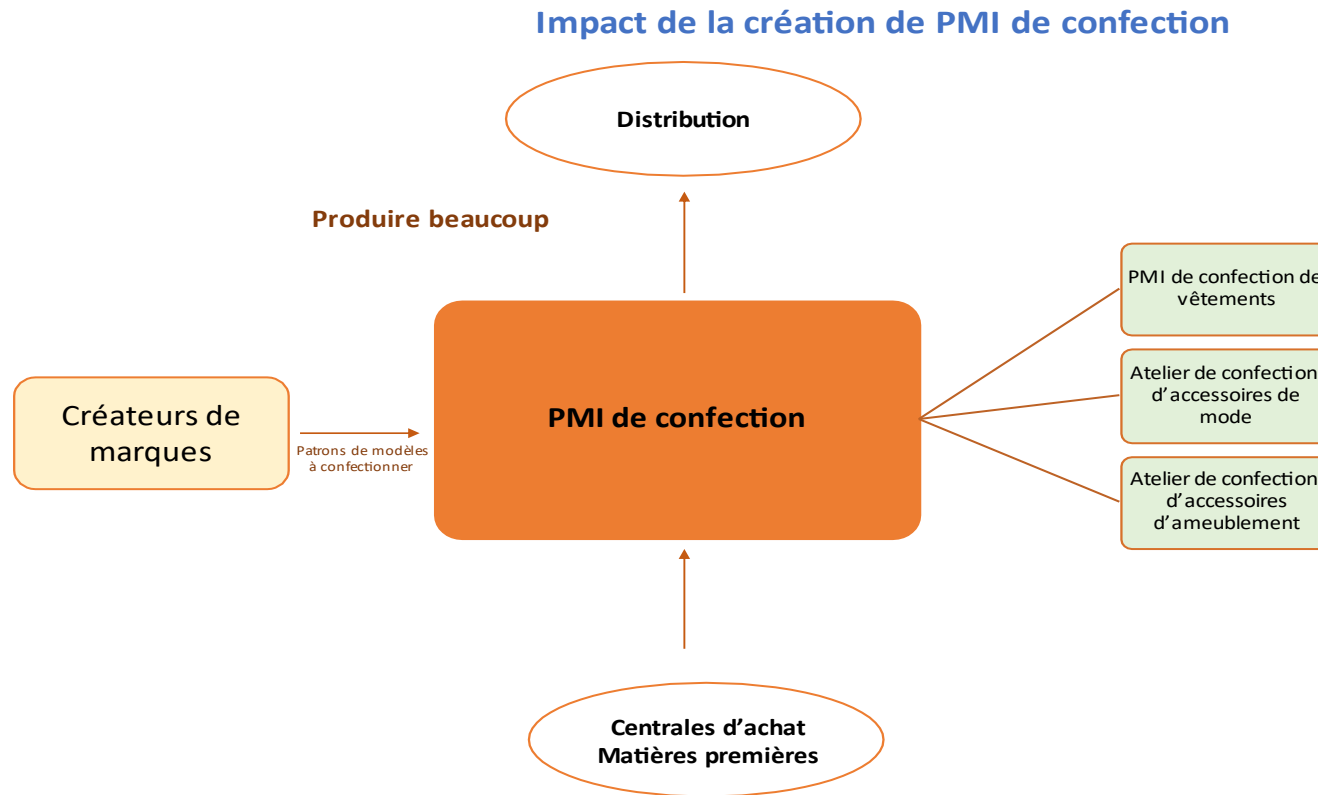 Impact de la création de PMI de confection
Distribution
Produire beaucoup
PMI de confection de
vêtements
Atelier de confection
d'accessoires de
mode
Atelier de confection
d'accessoires
d'ameublement
Créateurs de
marques
Patrons de modèles
à confectionner
PMI de confection
Centrales d'achat
Matières premières